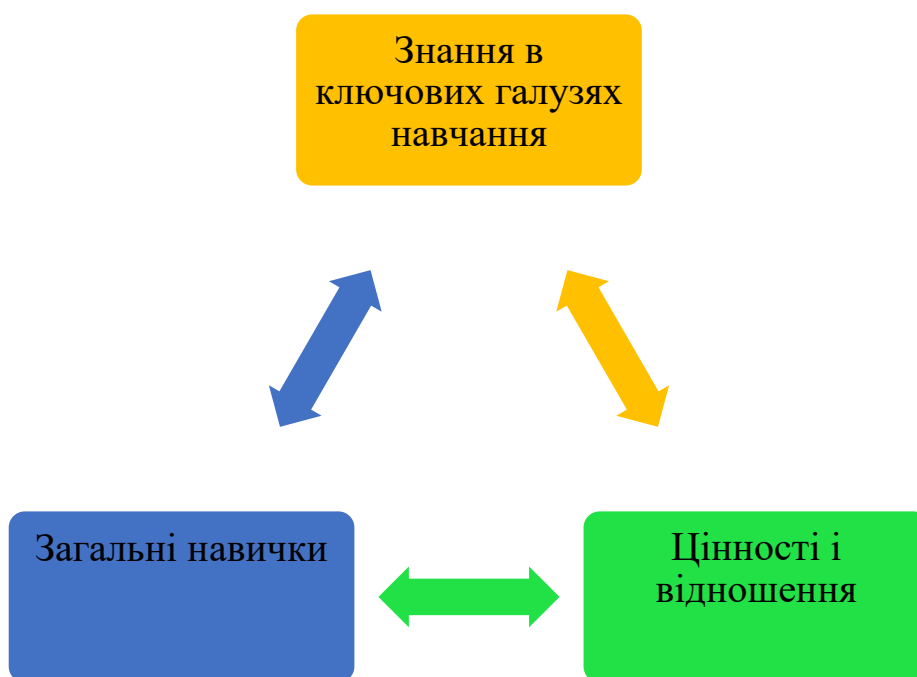 Знання в
ключових галузях
навчання
Загальні навички
Цінності і
відношення